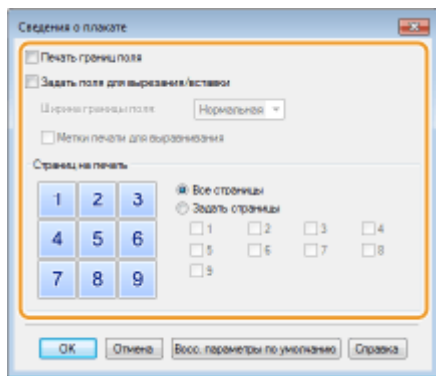 Сведения о плакате
Печать границ поля
Задать поля для вырезания/вставки
Ширина границы поля Нормальная
Метки печати для выравнивания
Страниц на печать
1 2 3
4 5 6
7 8 9
Все страницы
Задать страницы
1 2 3 4
5 6 7 8
9
OK Отмена Восс. параметры по умолчанию Справка